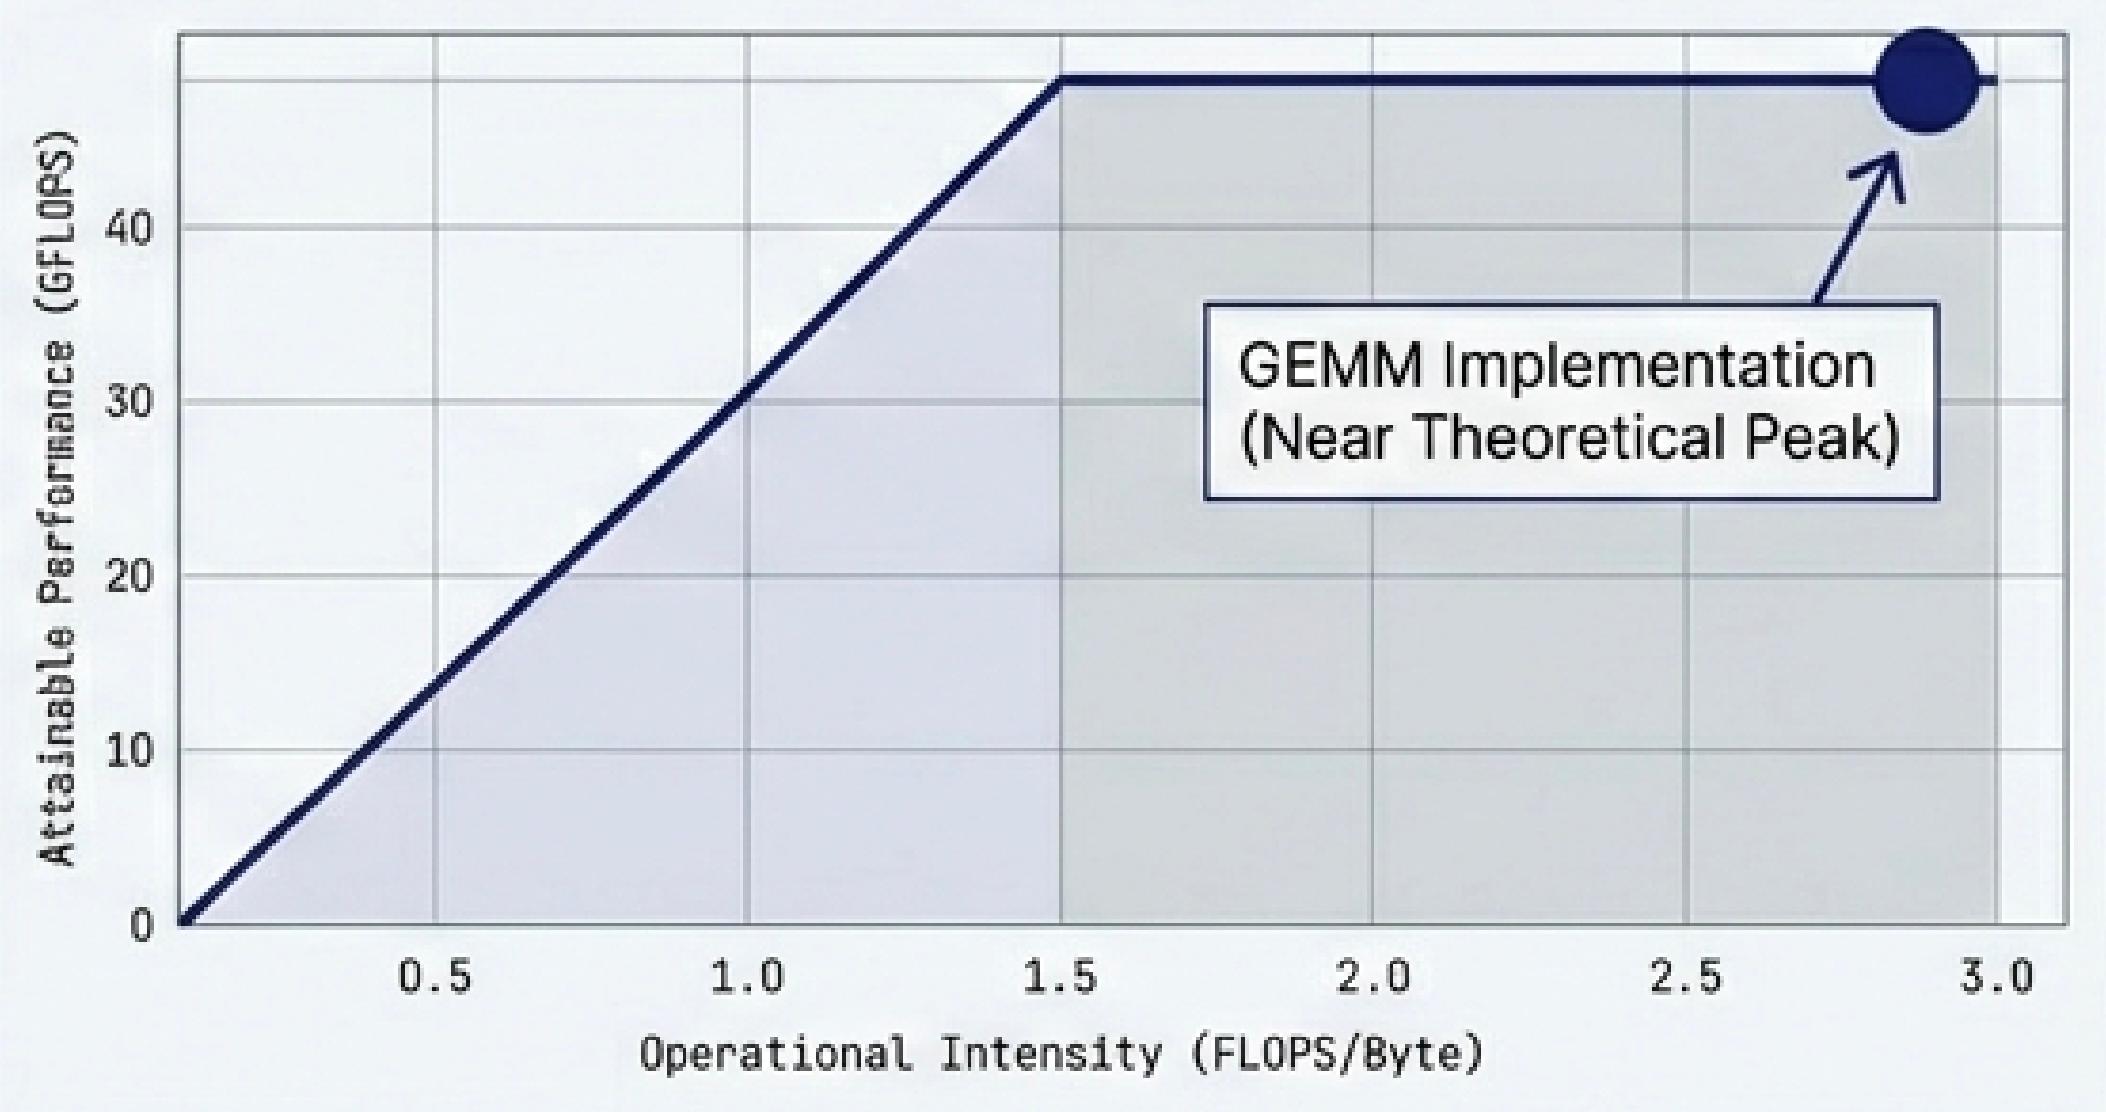 Attainable Performance (GFLOPS)
40
30
20
10
0
GEMM Implementation
(Near Theoretical Peak)
0.5
1.0
1.5
2.0
2.5
3.0
Operational Intensity (FLOPS/Byte)